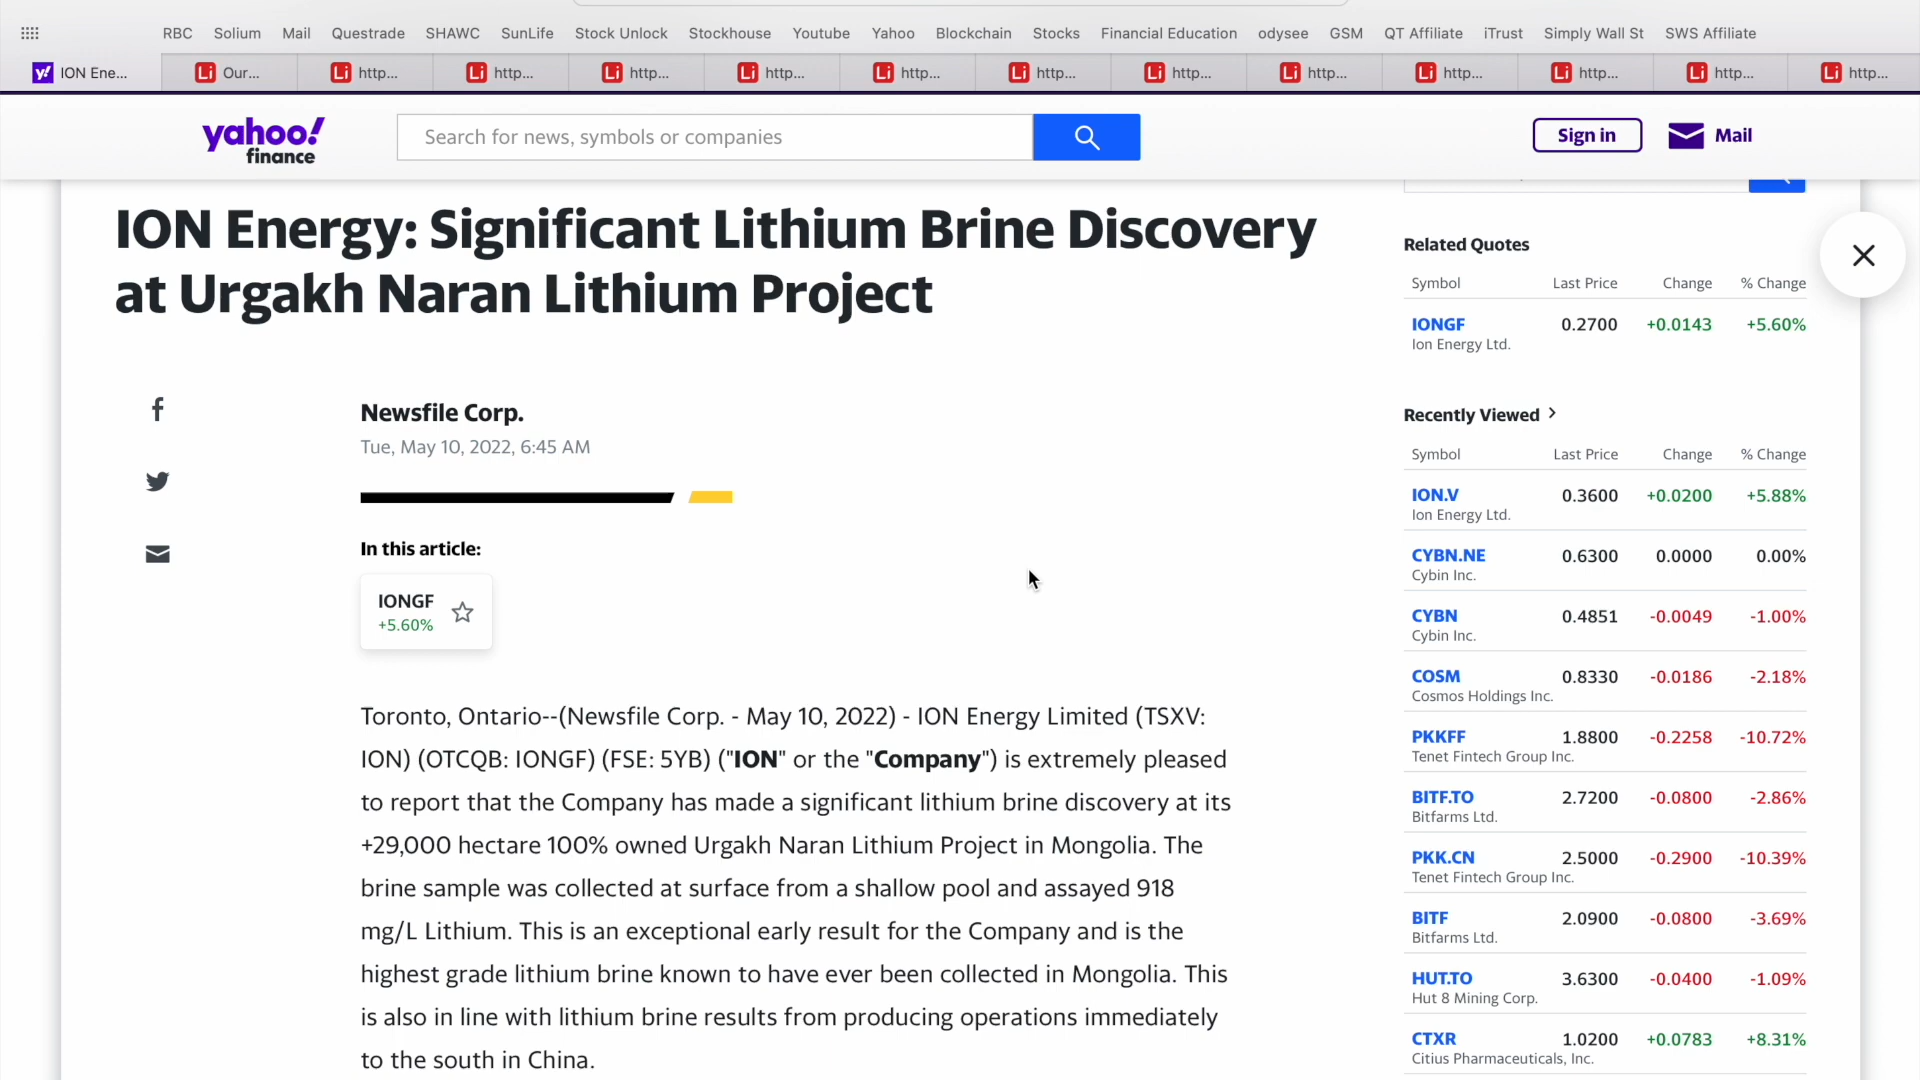 RBC Solium Mail Questrade SHAWC SunLife Stock Unlock Stockhouse Youtube Yahoo Blockchain Stocks Financial Education odysee GSM QT Affiliate iTrust Simply Wall St SWS Affiliate
y! ION Ene... Li Our... Li http... Li http... Li http... Li http... Li http... Li http... Li http... Li http... Li http... Li http... Li http... Li http...
yahoo!
finance
Search for news, symbols or companies
Sign in
Mail
ION Energy: Significant Lithium Brine Discovery
at Urgakh Naran Lithium Project
Newsfile Corp.
Tue, May 10, 2022, 6:45 AM
In this article:
IONGF
+5.60%
Toronto, Ontario--(Newsfile Corp. - May 10, 2022) - ION Energy Limited (TSXV:
ION) (OTCQB: IONGF) (FSE: 5YB) ("ION" or the "Company") is extremely pleased
to report that the Company has made a significant lithium brine discovery at its
+29,000 hectare 100% owned Urgakh Naran Lithium Project in Mongolia. The
brine sample was collected at surface from a shallow pool and assayed 918
mg/L Lithium. This is an exceptional early result for the Company and is the
highest grade lithium brine known to have ever been collected in Mongolia. This
is also in line with lithium brine results from producing operations immediately
to the south in China.
Related Quotes
Symbol Last Price Change % Change
IONGF 0.2700 +0.0143 +5.60%
Ion Energy Ltd.
Recently Viewed
Symbol Last Price Change % Change
ION.V 0.3600 +0.0200 +5.88%
Ion Energy Ltd.
CYBN.NE 0.6300 0.0000 0.00%
Cybin Inc.
CYBN 0.4851 -0.0049 -1.00%
Cybin Inc.
COSM 0.8330 -0.0186 -2.18%
Cosmos Holdings Inc.
PKKFF 1.8800 -0.2258 -10.72%
Tenet Fintech Group Inc.
BITF.TO 2.7200 -0.0800 -2.86%
Bitfarms Ltd.
PKK.CN 2.5000 -0.2900 -10.39%
Tenet Fintech Group Inc.
BITF 2.0900 -0.0800 -3.69%
Bitfarms Ltd.
HUT.TO 3.6300 -0.0400 -1.09%
Hut 8 Mining Corp.
CTXR 1.0200 +0.0783 +8.31%
Citius Pharmaceuticals, Inc.